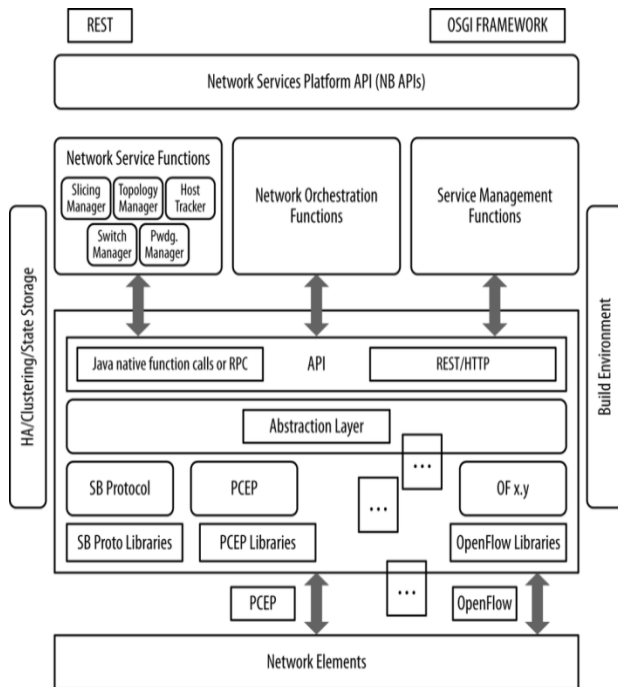 REST
OSGI FRAMEWORK
Network Services Platform API (NB APIs)
Network Service Functions
Slicing
Manager
Topology
Manager
Host
Tracker
Switch
Manager
Pwdg.
Manager
Network Orchestration
Functions
Service Management
Functions
HA/Clustering/State Storage
Build Environment
Java native function calls or RPC
API
REST/HTTP
Abstraction Layer
...
SB Protocol
PCEP
...
OF x.y
SB Proto Libraries
PCEP Libraries
OpenFlow Libraries
PCEP
...
OpenFlow
Network Elements